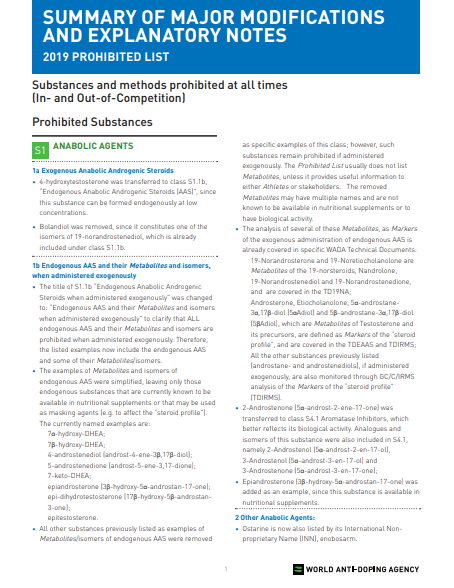 SUMMARY OF MAJOR MODIFICATIONS
AND EXPLANATORY NOTES
2019 PROHIBITED LIST
Substances and methods prohibited at all times
(In- and Out-of-Competition)
Prohibited Substances
S1 ANABOLIC AGENTS
1a Exogenous Anabolic Androgenic Steroids
• 4-hydroxytestosterone was transferred to class S1.1b,
"Endogenous Anabolic Androgenic Steroids (AAS)", since
this substance can be formed endogenously at low
concentrations.
• Bolandiol was removed, since it constitutes one of the
isomers of 19-norandrostenediol, which is already
included under class S1.1b.
1b Endogenous AAS and their Metabolites and isomers,
when administered exogenously
• The title of S1.1b "Endogenous Anabolic Androgenic
Steroids when administered exogenously" was changed
to: "Endogenous AAS and their Metabolites and isomers
when administered exogenously" to clarify that ALL
endogenous AAS and their Metabolites and isomers are
prohibited when administered exogenously. Therefore,
the listed examples now include the endogenous AAS
and some of their Metabolites/isomers.
• The examples of Metabolites and isomers of
endogenous AAS were simplified, leaving only those
endogenous substances that are currently known to be
available in nutritional supplements or that may be used
as masking agents (e.g. to affect the "steroid profile").
The currently named examples are:
7α-hydroxy-DHEA;
7β-hydroxy-DHEA;
4-androstenediol (androst-4-ene-3β,17β-diol);
5-androstenedione (androst-5-ene-3,17-dione);
7-keto-DHEA;
epiandrosterone (3β-hydroxy-5α-androstan-17-one);
epi-dihydrotestosterone (17β-hydroxy-5β-androstan-
3-one);
epitestosterone.
• All other substances previously listed as examples of
Metabolites/isomers of endogenous AAS were removed
as specific examples of this class; however, such
substances remain prohibited if administered
exogenously. The Prohibited List usually does not list
Metabolites, unless it provides useful information to
either Athletes or stakeholders. The removed
Metabolites may have multiple names and are not
known to be available in nutritional supplements or to
have biological activity.
• The analysis of several of these Metabolites, as Markers
of the exogenous administration of endogenous AAS is
already covered in specific WADA Technical Documents:
19-Norandrosterone and 19-Noretiocholanolone are
Metabolites of the 19-norsteroids, Nandrolone,
19-Norandrostenediol and 19-Norandrostenedione,
and are covered in the TD19NA;
Androsterone, Etiocholanolone, 5α-androstane-
3α,17β-diol (5αAdiol) and 5β-androstane-3α,17β-diol
(5βAdiol), which are Metabolites of Testosterone and
its precursors, are defined as Markers of the "steroid
profile", and are covered in the TDEAAS and TDIRMS;
All the other substances previously listed
(androstane- and androstenediols), if administered
exogenously, are also monitored through GC/C/IRMS
analysis of the Markers of the "steroid profile"
(TDIRMS).
• 2-Androstenone (5α-androst-2-ene-17-one) was
transferred to class S4.1 Aromatase Inhibitors, which
better reflects its biological activity. Analogues and
isomers of this substance were also included in S4.1,
namely 2-Androstenol (5α-androst-2-en-17-ol),
3-Androstenol (5α-androst-3-en-17-ol) and
3-Androstenone (5α-androst-3-en-17-one);
• Epiandrosterone (3β-hydroxy-5α-androstan-17-one) was
added as an example, since this substance is available in
nutritional supplements.
2 Other Anabolic Agents:
• Ostarine is now also listed by its International Non-
proprietary Name (INN), enobosarm.
1
WORLD ANTI-DOPING AGENCY